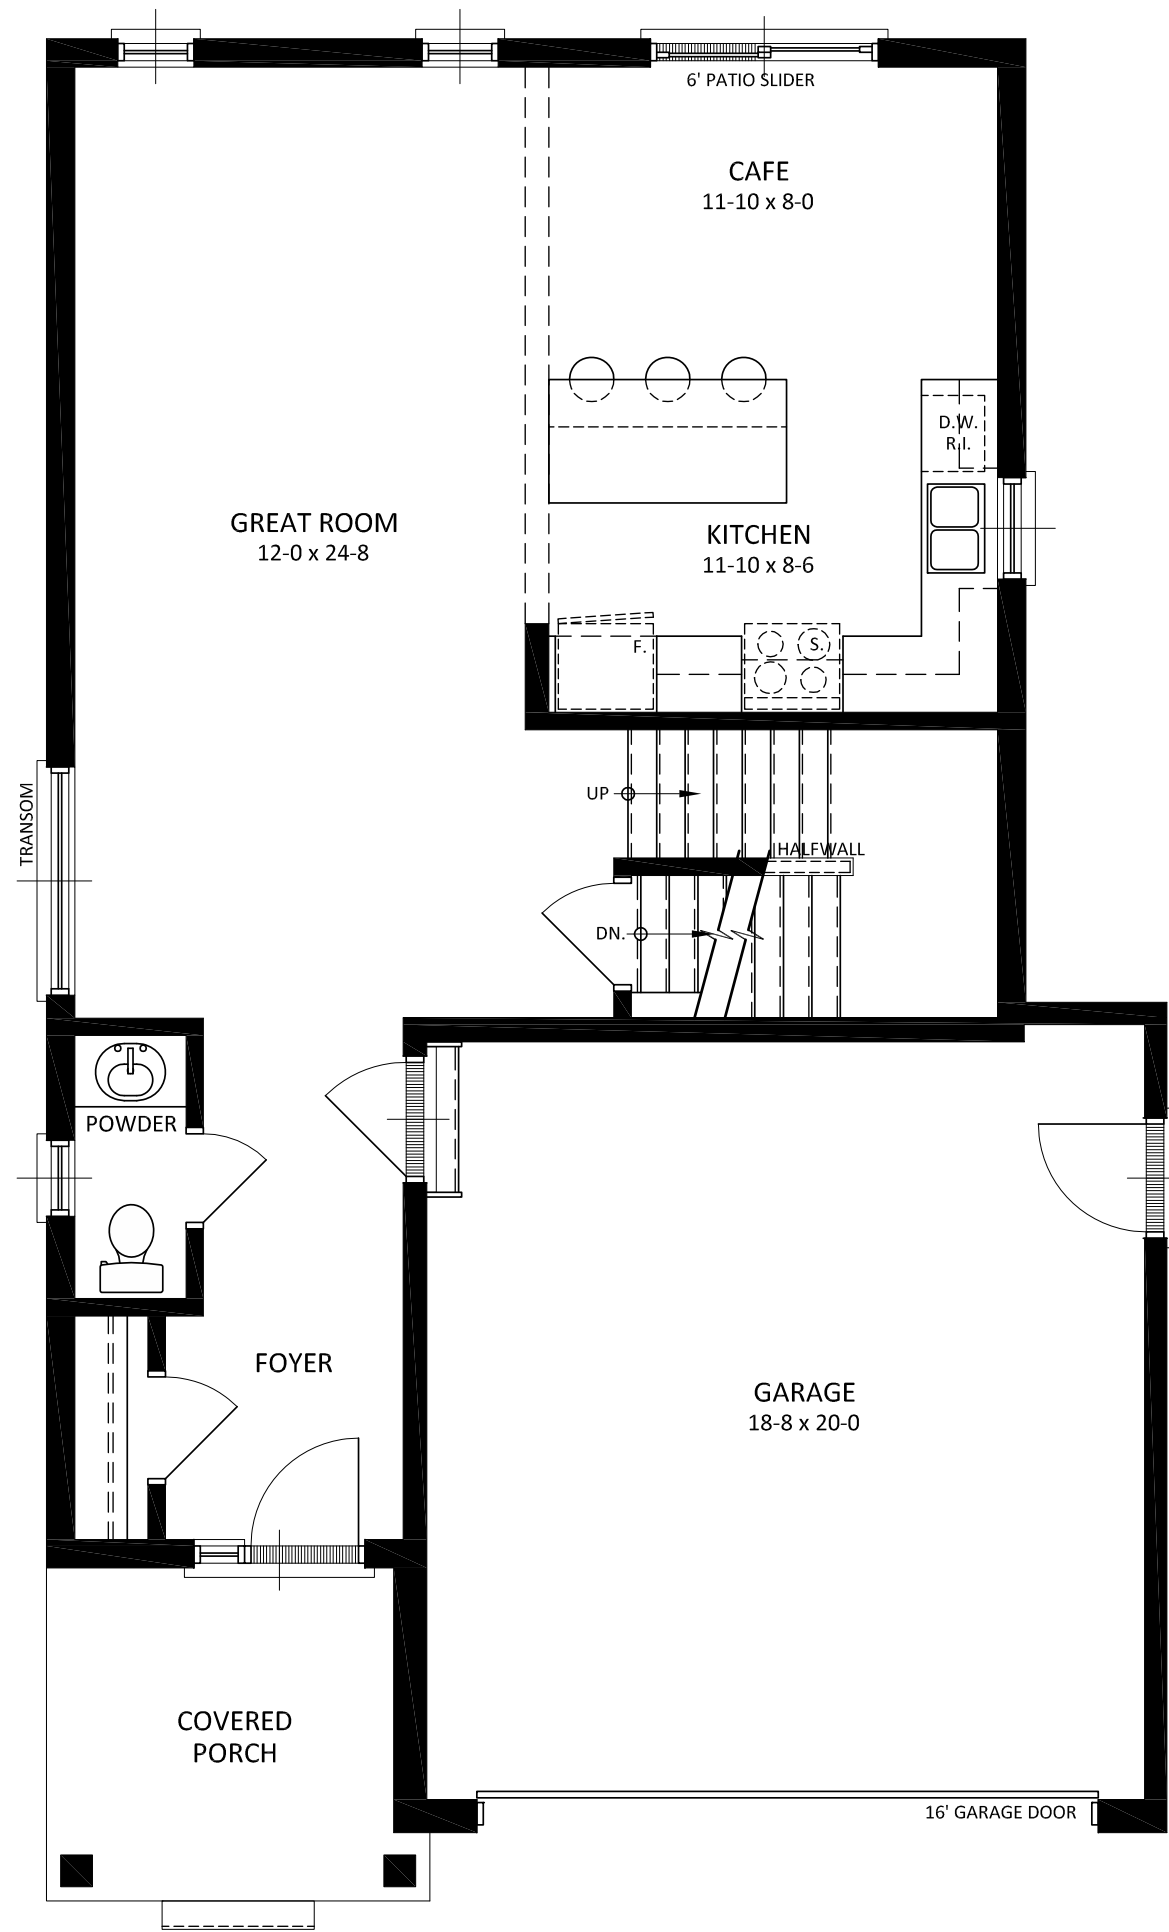 6' PATIO SLIDER
CAFE
11-10 x 8-0
D.W.
R.I.
GREAT ROOM
12-0 x 24-8
KITCHEN
11-10 x 8-6
F.
S.
UP
TRANSOM
HALFWALL
DN.
POWDER
FOYER
GARAGE
18-8 x 20-0
COVERED
PORCH
16' GARAGE DOOR